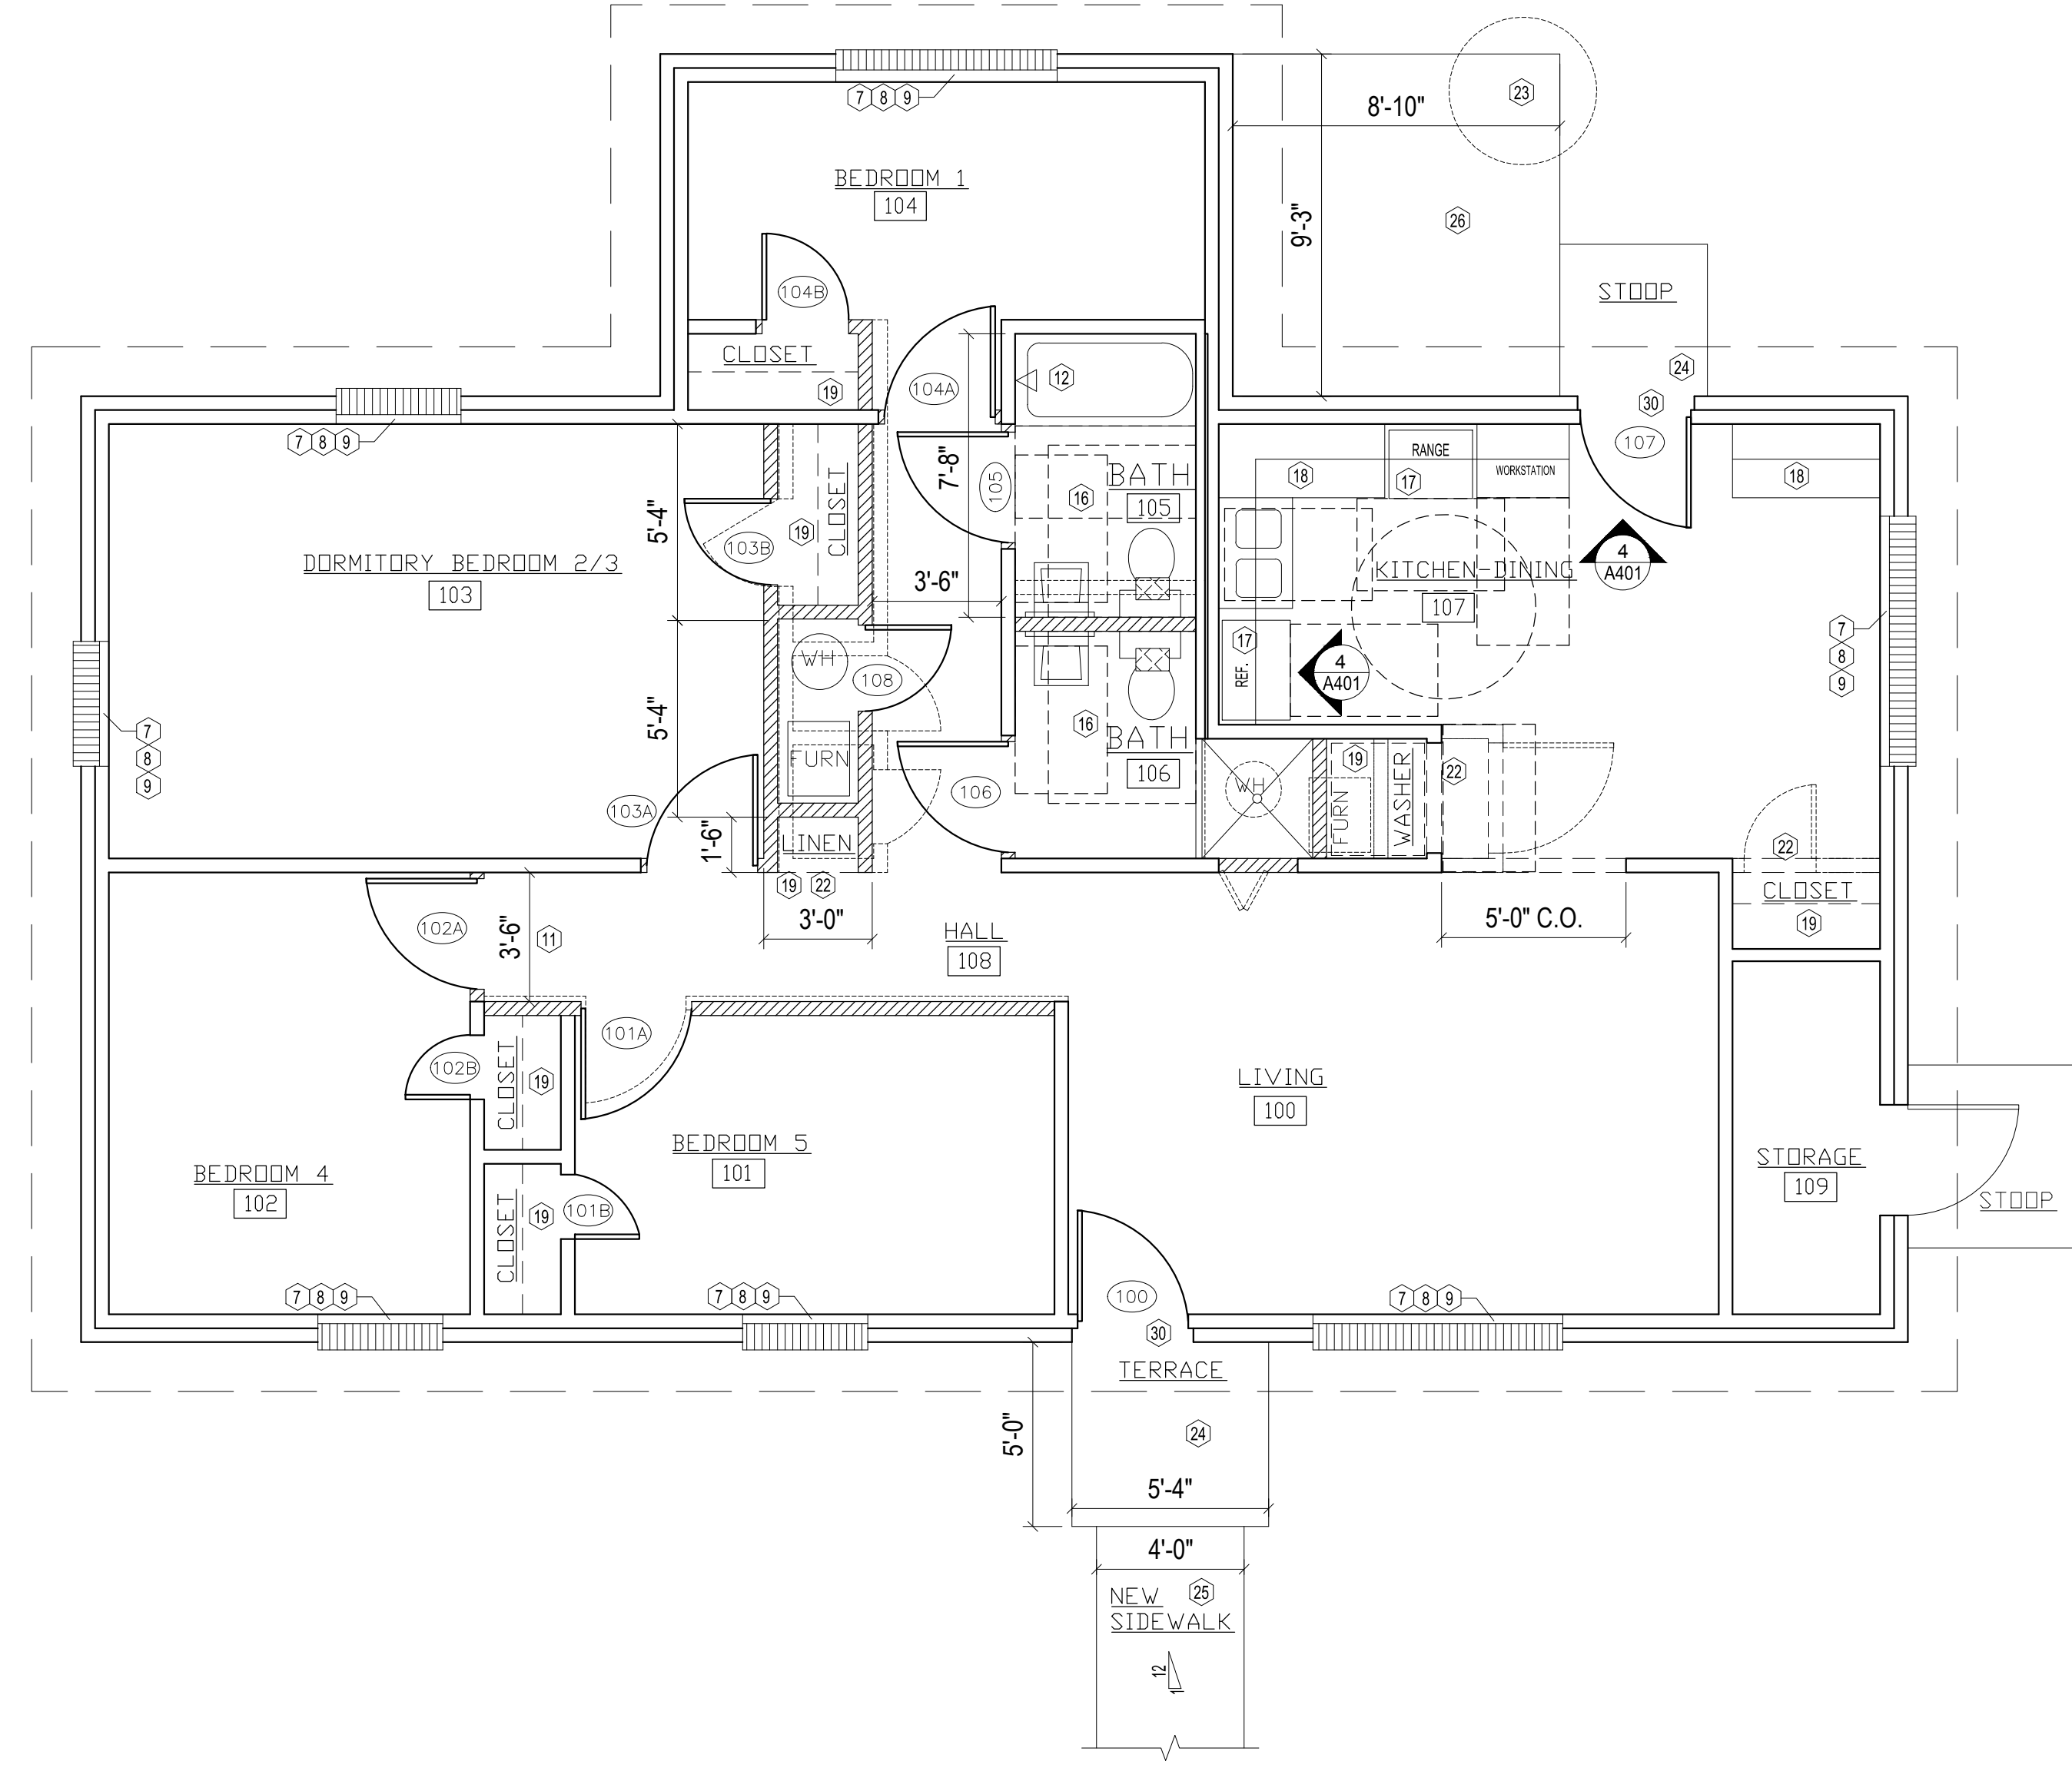 7 8 9
8'-10"
23
BEDROOM 1
104
9'-3"
26
104B
STOOP
CLOSET
19
104A
12
24
30
7 8 9
107
RANGE
WORKSTATION
18
17
18
5'-4"
CLOSET
19
103B
7'-8"
105
16
BATH
105
DORMITORY BEDROOM 2/3
103
3'-6"
KITCHEN-DINING
107
4
A401
7
8
9
17
REF.
4
A401
WH
108
5'-4"
16
BATH
106
7
8
9
FURN
106
103A
1'-6"
LINEN
WH
FURN
19
WASHER
22
22
19 22
CLOSET
19
3'-0"
5'-0" C.O.
102A
3'-6"
11
HALL
108
101A
102B
CLOSET
19
LIVING
100
BEDROOM 5
101
BEDROOM 4
102
STORAGE
109
STOOP
CLOSET
19
101B
7 8 9
7 8 9
100
7 8 9
30
TERRACE
5'-0"
24
5'-4"
4'-0"
NEW
25
SIDEWALK
12
1